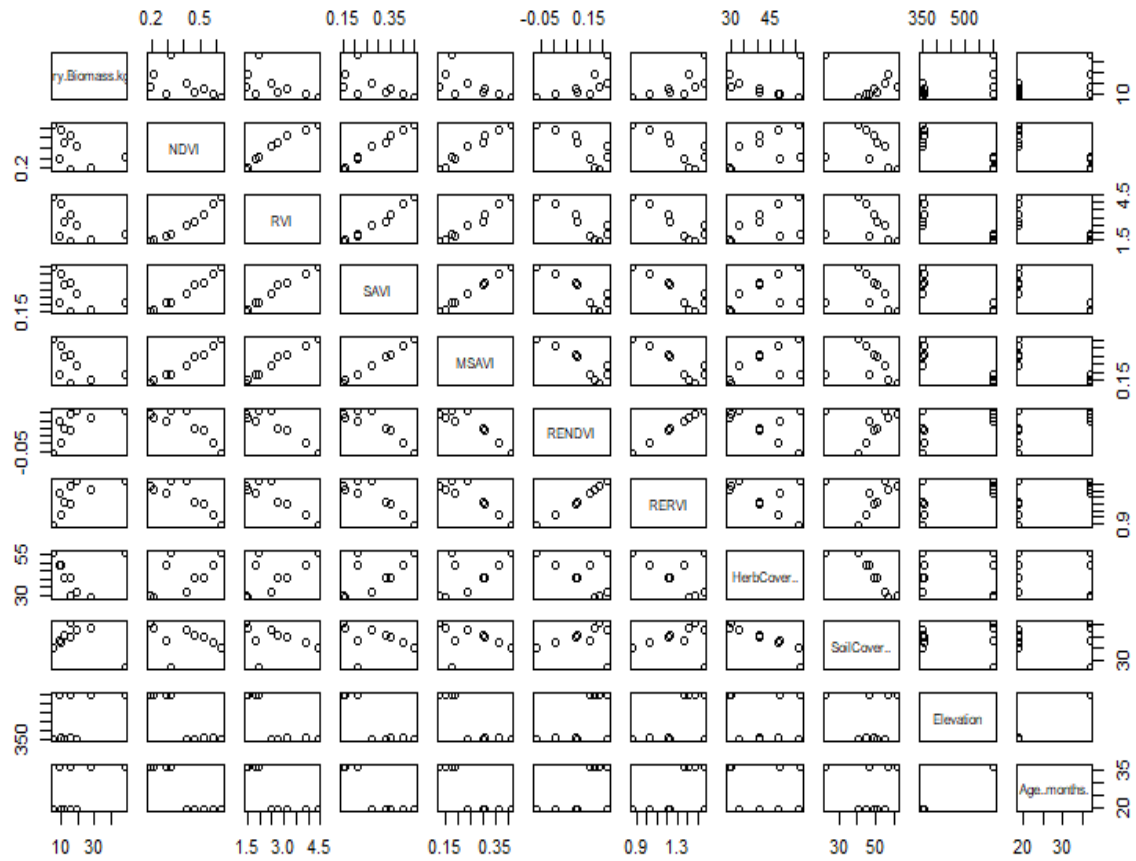 0.2 0.5 0.15 0.35 -0.05 0.15 30 45 350 500
ry.Biomass.kg 10
0.2 NDVI
RVI 1.5 4.5
0.15 SAVI
MSAVI 0.15
-0.05 RENDVI
RERVI 0.9
30 55 HerbCover..
SoilCover.. 30
350 Elevation
Age..months. 20 35
10 30 1.5 3.0 4.5 0.15 0.35 0.9 1.3 30 50 20 30